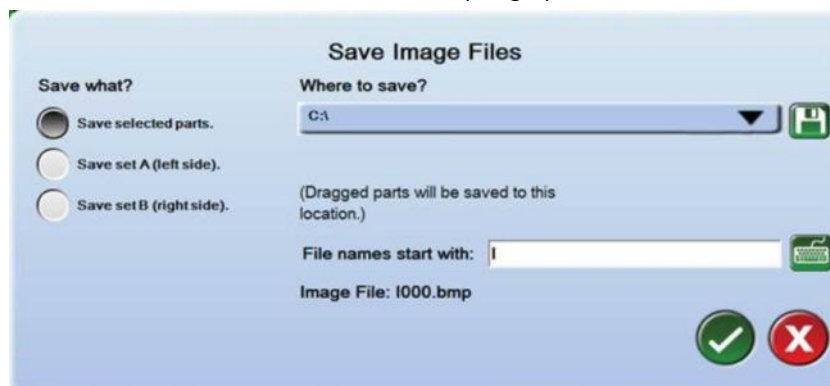 Save Image Files
Save what?
Where to save?
Save selected parts.
C:\
Save set A (left side).
Save set B (right side).
(Dragged parts will be saved to this
location.)
File names start with: I
Image File: I000.bmp